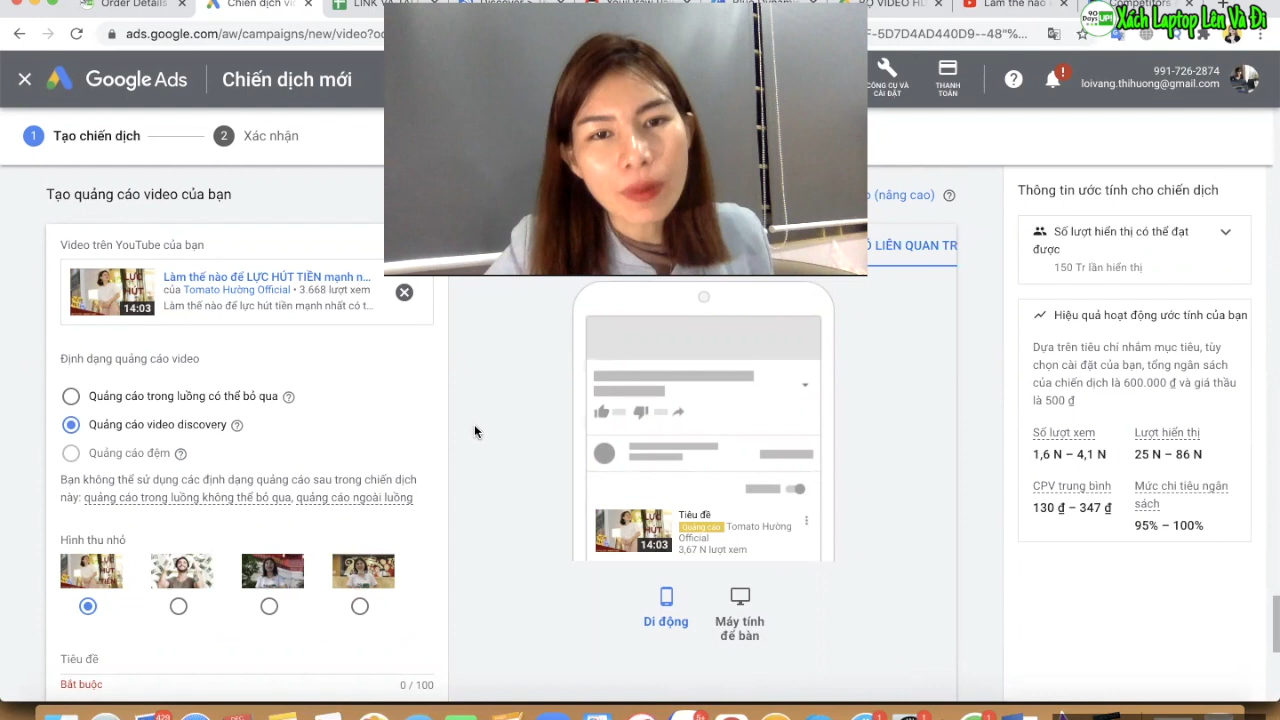 Order Details
Chiến dịch vi
LINK V
Discover
Làm thế nào
Competitors
90 Days UP! Xách Laptop Lên Và Đi
ads.google.com/aw/campaigns/new/video?oc
F-5D7D4AD440D9--48"%...
Google Ads
Chiến dịch mới
CÔNG CỤ VÀ CÀI ĐẶT
THANH TOÁN
991-726-2874
loivang.thihuong@gmail.com
1 Tạo chiến dịch
2 Xác nhận
Tạo quảng cáo video của bạn
(nâng cao)
Video trên YouTube của bạn
Làm thế nào để LỰC HÚT TIỀN mạnh n...
của Tomato Hường Official • 3.668 lượt xem
Làm thế nào để lực hút tiền mạnh nhất có t...
14:03
Định dạng quảng cáo video
Quảng cáo trong luồng có thể bỏ qua
Quảng cáo video discovery
Quảng cáo đệm
Bạn không thể sử dụng các định dạng quảng cáo sau trong chiến dịch
này: quảng cáo trong luồng không thể bỏ qua, quảng cáo ngoài luồng
Hình thu nhỏ
Tiêu đề
Bắt buộc
0 / 100
LIÊN QUAN TR
LỰC
HÚT
14:03
Tiêu đề
Quảng cáo Tomato Hường
Official
3,67 N lượt xem
Di động
Máy tính
để bàn
Thông tin ước tính cho chiến dịch
Số lượt hiển thị có thể đạt
được
150 Tr lần hiển thị
Hiệu quả hoạt động ước tính của bạn
Dựa trên tiêu chí nhắm mục tiêu, tùy
chọn cài đặt của bạn, tổng ngân sách
của chiến dịch là 600.000 ₫ và giá thầu
là 500 ₫
Số lượt xem
Lượt hiển thị
1,6 N – 4,1 N
25 N – 86 N
CPV trung bình
Mức chi tiêu ngân
sách
130 ₫ – 347 ₫
95% – 100%
429